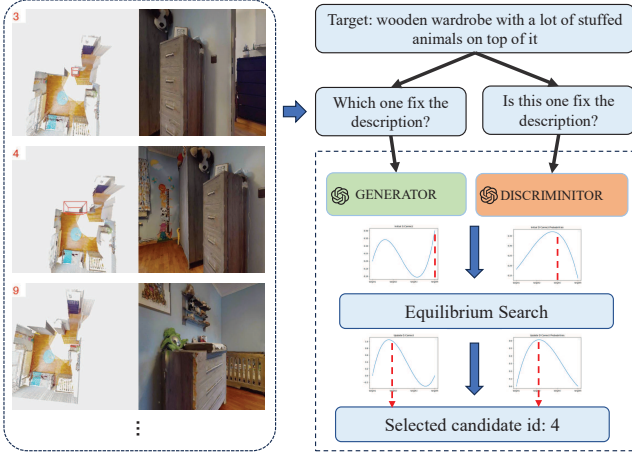 3
4
9
Target: wooden wardrobe with a lot of stuffed
animals on top of it
Which one fix the
description?
Is this one fix the
description?
GENERATOR
DISCRIMINITOR
Equilibrium Search
Selected candidate id: 4